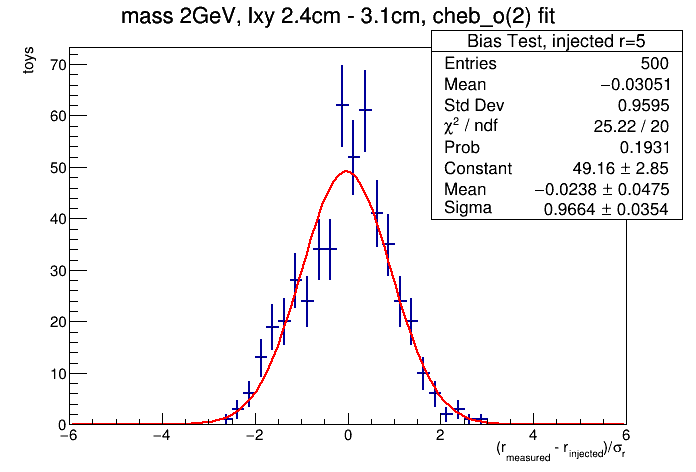 mass 2GeV, lxy 2.4cm - 3.1cm, cheb_o(2) fit
Bias Test, injected r=5
Entries 500
Mean −0.03051
Std Dev 0.9595
χ² / ndf 25.22 / 20
Prob 0.1931
Constant 49.16 ± 2.85
Mean −0.0238 ± 0.0475
Sigma 0.9664 ± 0.0354
toys
70
60
50
40
30
20
10
0
−6 −4 −2 0 2 4 6
(r_measured - r_injected)/σ_r